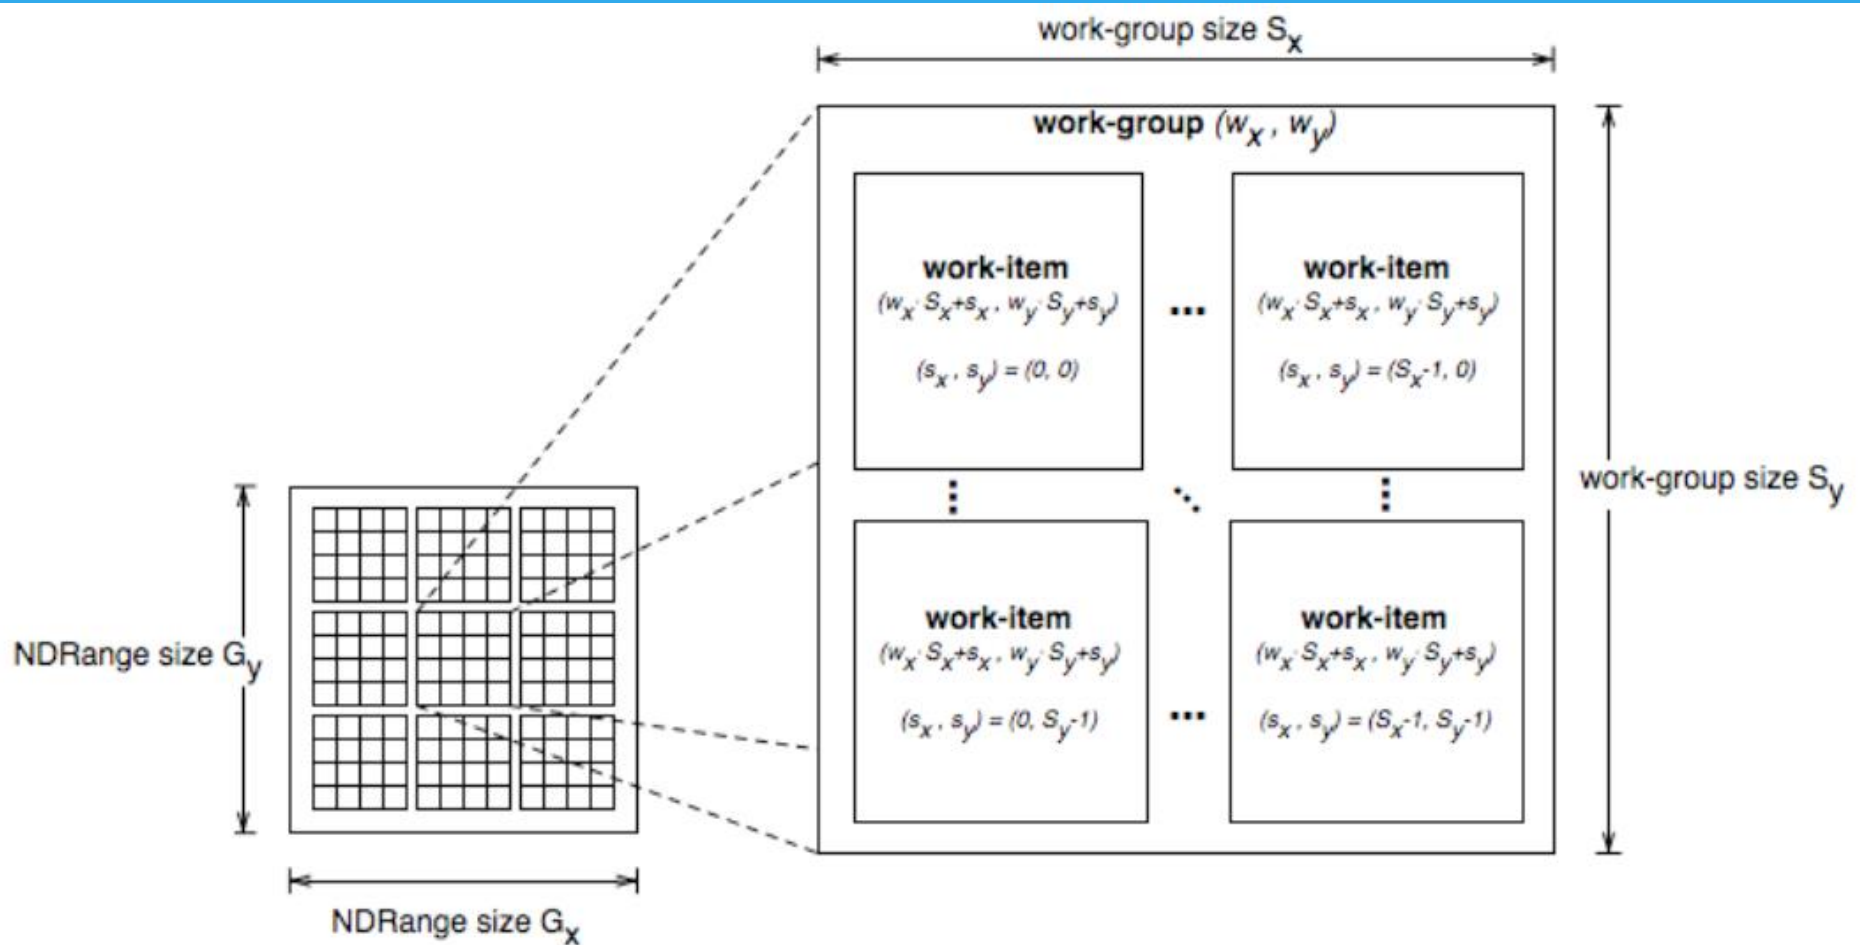 work-group size Sx
work-group (wx, wy)
work-item
(wx· Sx+sx, wy· Sy+sy)
(sx, sy) = (0, 0)
...
work-item
(wx· Sx+sx, wy· Sy+sy)
(sx, sy) = (Sx-1, 0)
work-group size Sy
work-item
(wx· Sx+sx, wy· Sy+sy)
(sx, sy) = (0, Sy-1)
...
work-item
(wx· Sx+sx, wy· Sy+sy)
(sx, sy) = (Sx-1, Sy-1)
NDRange size Gy
NDRange size Gx